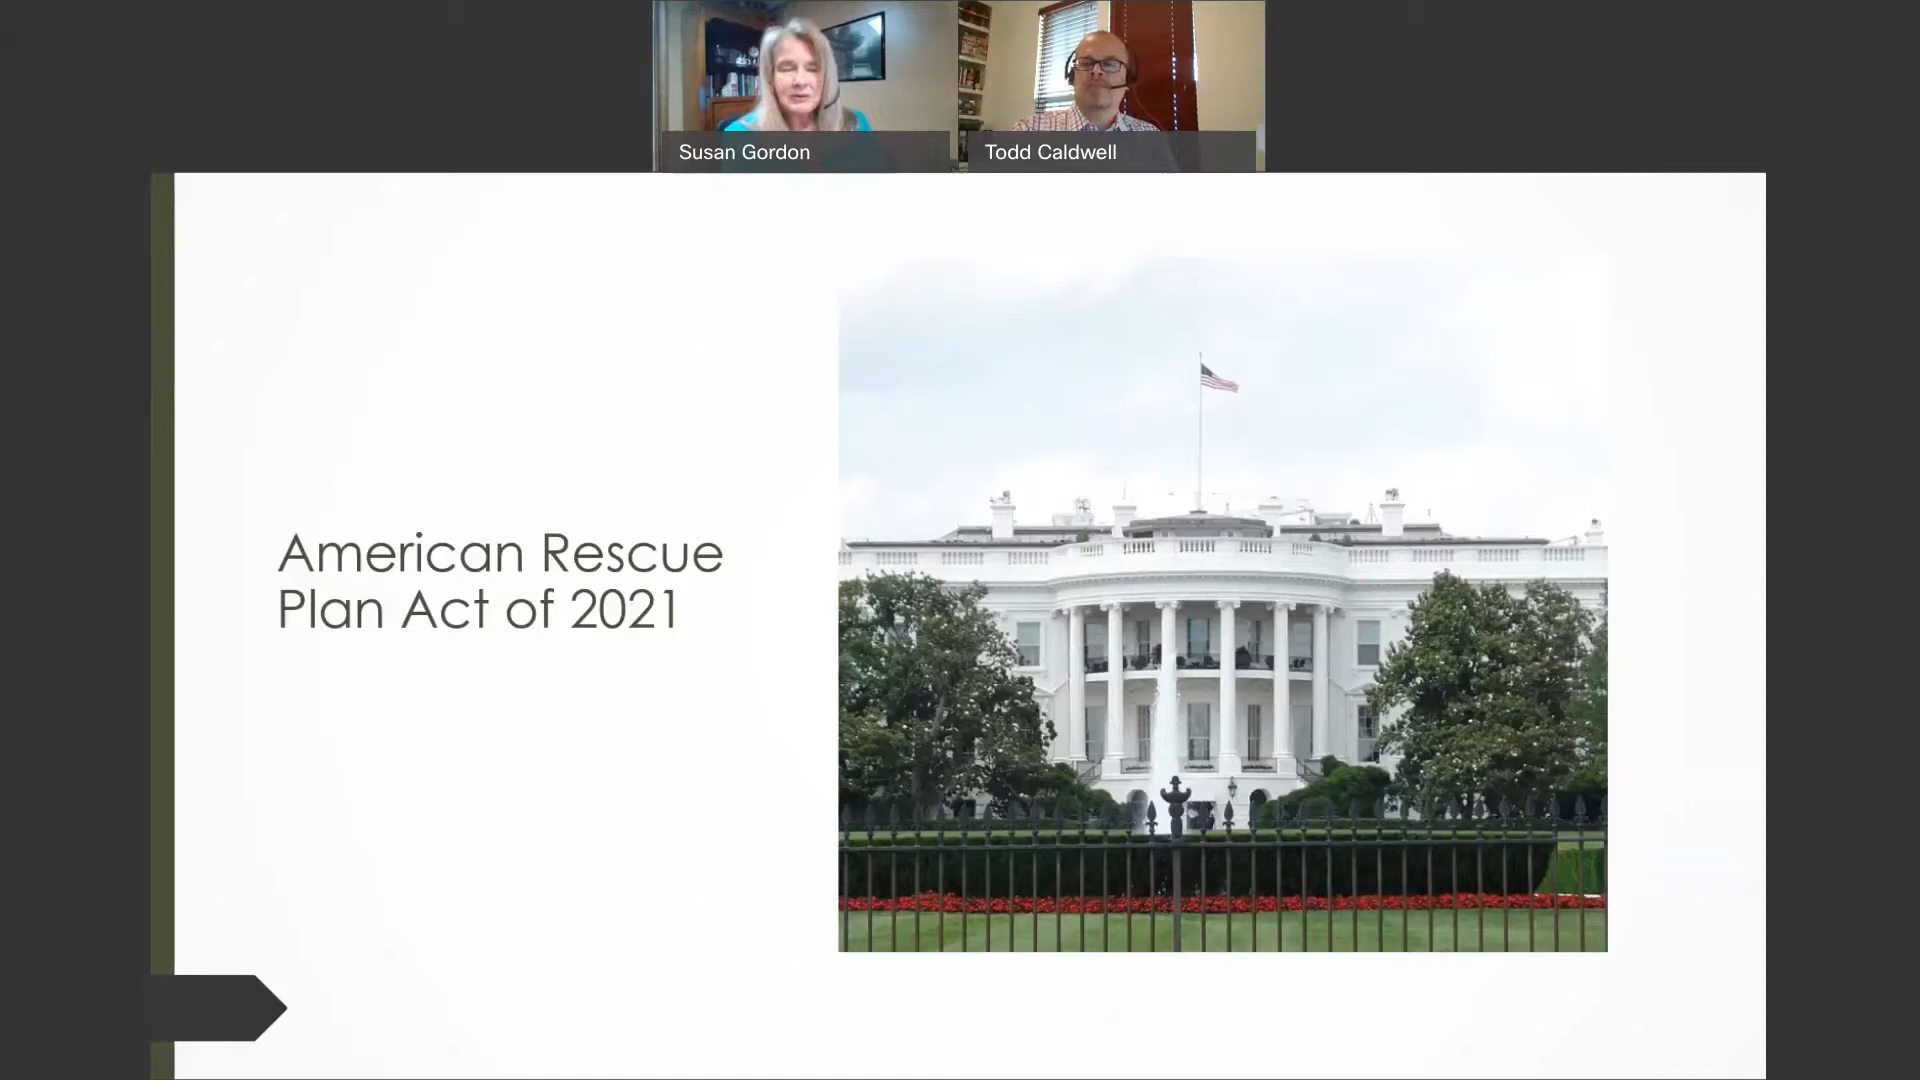 Susan Gordon
Todd Caldwell
American Rescue
Plan Act of 2021